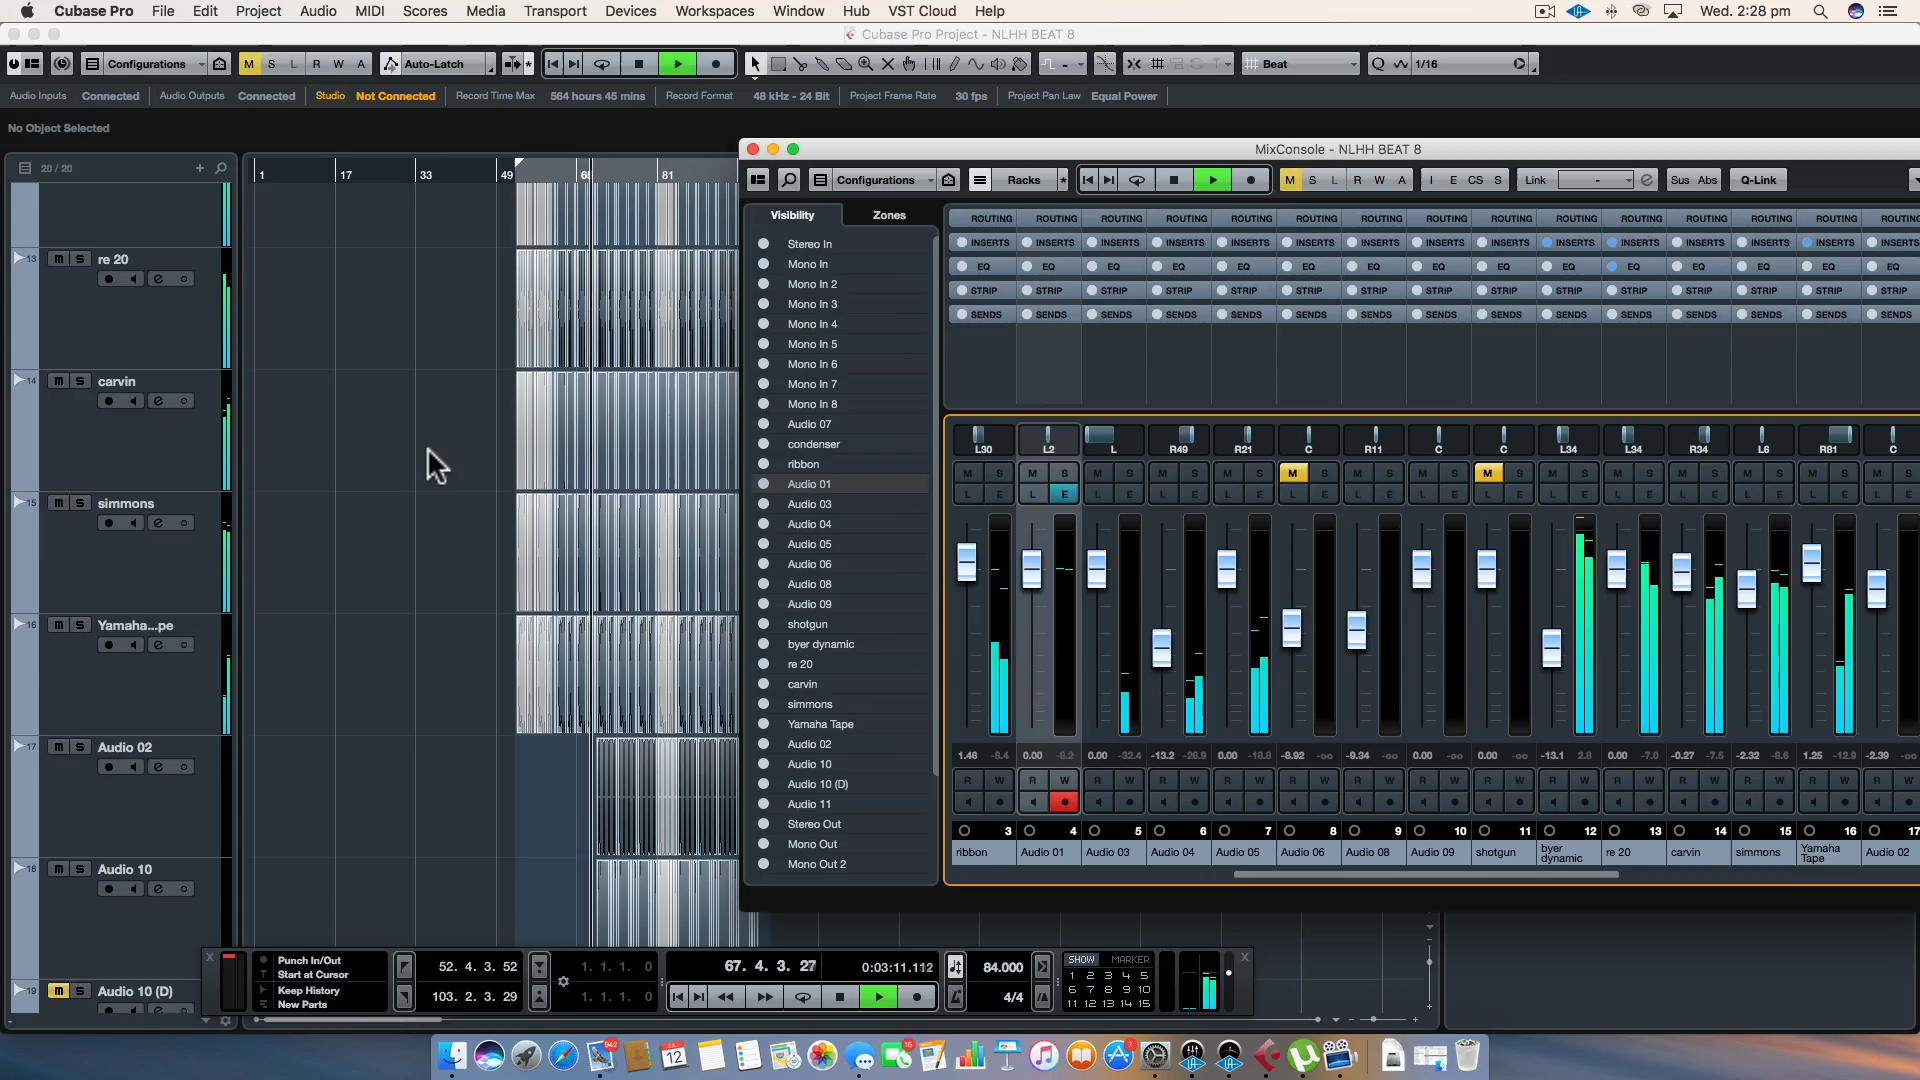 Cubase Pro File Edit Project Audio MIDI Scores Media Transport Devices Workspaces Window Hub VST Cloud Help Wed. 2:28 pm
Cubase Pro Project - NLHH BEAT 8
Configurations M S L R W A Auto-Latch Beat Q 1/16
Audio Inputs Connected Audio Outputs Connected Studio Not Connected Record Time Max 564 hours 45 mins Record Format 48 kHz - 24 Bit Project Frame Rate 30 fps Project Pan Law Equal Power
No Object Selected
20 / 20
1 17 33 49 81
13 m S re 20
14 m S carvin
15 m S simmons
16 m S Yamaha...pe
17 m S Audio 02
18 m S Audio 10
19 m S Audio 10 (D)
MixConsole - NLHH BEAT 8
Configurations Racks M S L R W A I E CS S Link - Sus Abs Q-Link
Visibility Zones
Stereo In
Mono In
Mono In 2
Mono In 3
Mono In 4
Mono In 5
Mono In 6
Mono In 7
Mono In 8
Audio 07
condenser
ribbon
Audio 01
Audio 03
Audio 04
Audio 05
Audio 06
Audio 08
Audio 09
shotgun
byer dynamic
re 20
carvin
simmons
Yamaha Tape
Audio 02
Audio 10
Audio 10 (D)
Audio 11
Stereo Out
Mono Out
Mono Out 2
ROUTING ROUTING ROUTING ROUTING ROUTING ROUTING ROUTING ROUTING ROUTING ROUTING ROUTING ROUTING ROUTING ROUTING ROUTING
INSERTS INSERTS INSERTS INSERTS INSERTS INSERTS INSERTS INSERTS INSERTS INSERTS INSERTS INSERTS INSERTS INSERTS INSERTS
EQ EQ EQ EQ EQ EQ EQ EQ EQ EQ EQ EQ EQ EQ EQ
STRIP STRIP STRIP STRIP STRIP STRIP STRIP STRIP STRIP STRIP STRIP STRIP STRIP STRIP STRIP
SENDS SENDS SENDS SENDS SENDS SENDS SENDS SENDS SENDS SENDS SENDS SENDS SENDS SENDS SENDS
L30 L2 L R49 R21 C R11 C C L34 L34 R34 L6 R81 C
M S M S M S M S M S M S M S M S M S M S M S M S M S M S M
L E L E L E L E L E L E L E L E L E L E L E L E L E L E L
1.46 -8.4 0.00 -8.2 0.00 -32.4 -13.2 -26.9 0.00 -18.8 -8.92 -oo -9.34 -oo 0.00 -oo 0.00 -oo -13.1 2.8 0.00 -7.0 -0.27 -7.5 -2.32 -8.6 1.25 -12.9 -2.39 -oo
R W R W R W R W R W R W R W R W R W R W R W R W R W R W R W
3 4 5 6 7 8 9 10 11 12 13 14 15 16 17
ribbon Audio 01 Audio 03 Audio 04 Audio 05 Audio 06 Audio 08 Audio 09 shotgun byer dynamic re 20 carvin simmons Yamaha Tape Audio 02
Punch In/Out
Start at Cursor
Keep History
New Parts
52. 4. 3. 52
103. 2. 3. 29
1. 1. 1. 0
1. 1. 1. 0
67. 4. 3. 27 0:03:11.112
84.000
4/4
SHOW MARKER
1 2 3 4 5
6 7 8 9 10
11 12 13 14 15
942 JUL 12 16 7